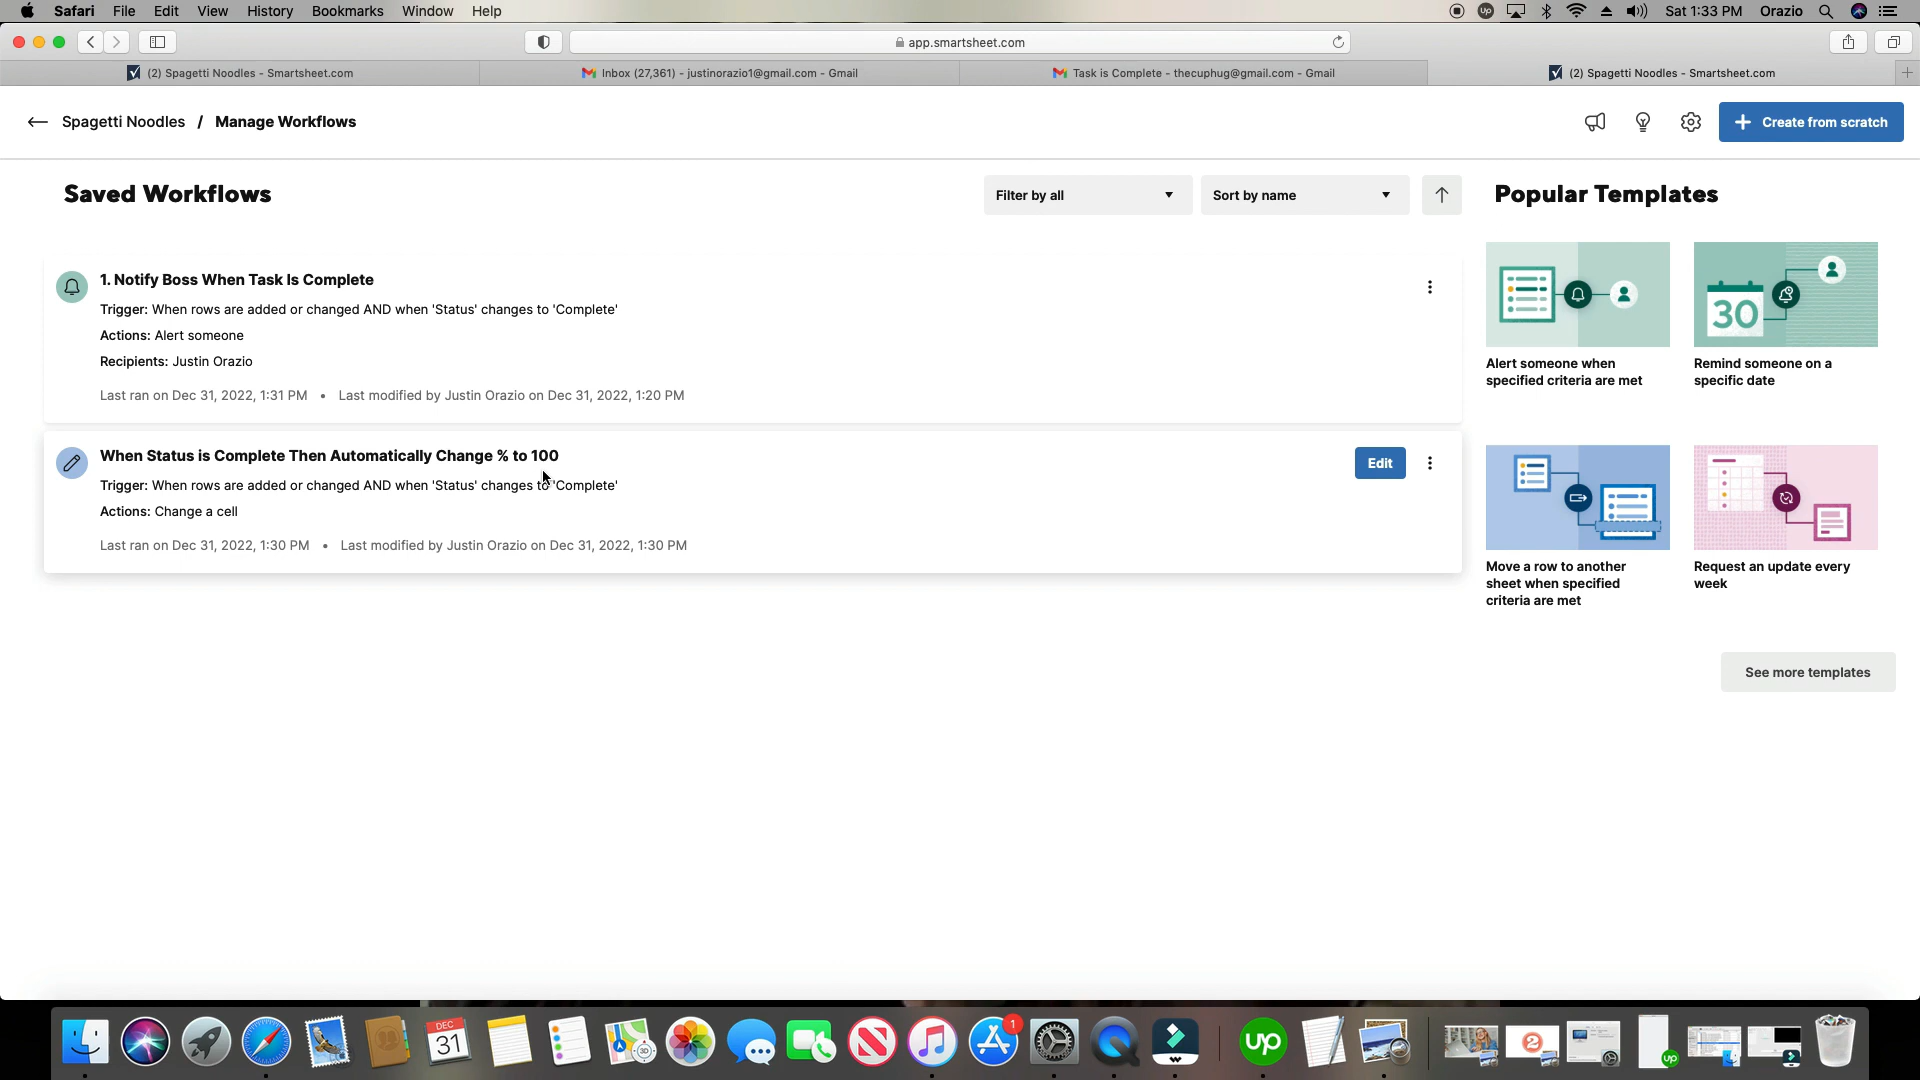 Safari File Edit View History Bookmarks Window Help
up
Sat 1:33 PM Orazio
app.smartsheet.com
(2) Spagetti Noodles - Smartsheet.com
Inbox (27,361) - justinorazio1@gmail.com - Gmail
Task is Complete - thecuphug@gmail.com - Gmail
(2) Spagetti Noodles - Smartsheet.com
Spagetti Noodles / Manage Workflows
Create from scratch
Saved Workflows
Filter by all
Sort by name
Popular Templates
1. Notify Boss When Task Is Complete
Trigger: When rows are added or changed AND when 'Status' changes to 'Complete'
Actions: Alert someone
Recipients: Justin Orazio
Last ran on Dec 31, 2022, 1:31 PM • Last modified by Justin Orazio on Dec 31, 2022, 1:20 PM
When Status is Complete Then Automatically Change % to 100
Trigger: When rows are added or changed AND when 'Status' changes to 'Complete'
Actions: Change a cell
Last ran on Dec 31, 2022, 1:30 PM • Last modified by Justin Orazio on Dec 31, 2022, 1:30 PM
Edit
30
Alert someone when
specified criteria are met
Remind someone on a
specific date
Move a row to another
sheet when specified
criteria are met
Request an update every
week
See more templates
DEC
31
3D
1
up
2
up